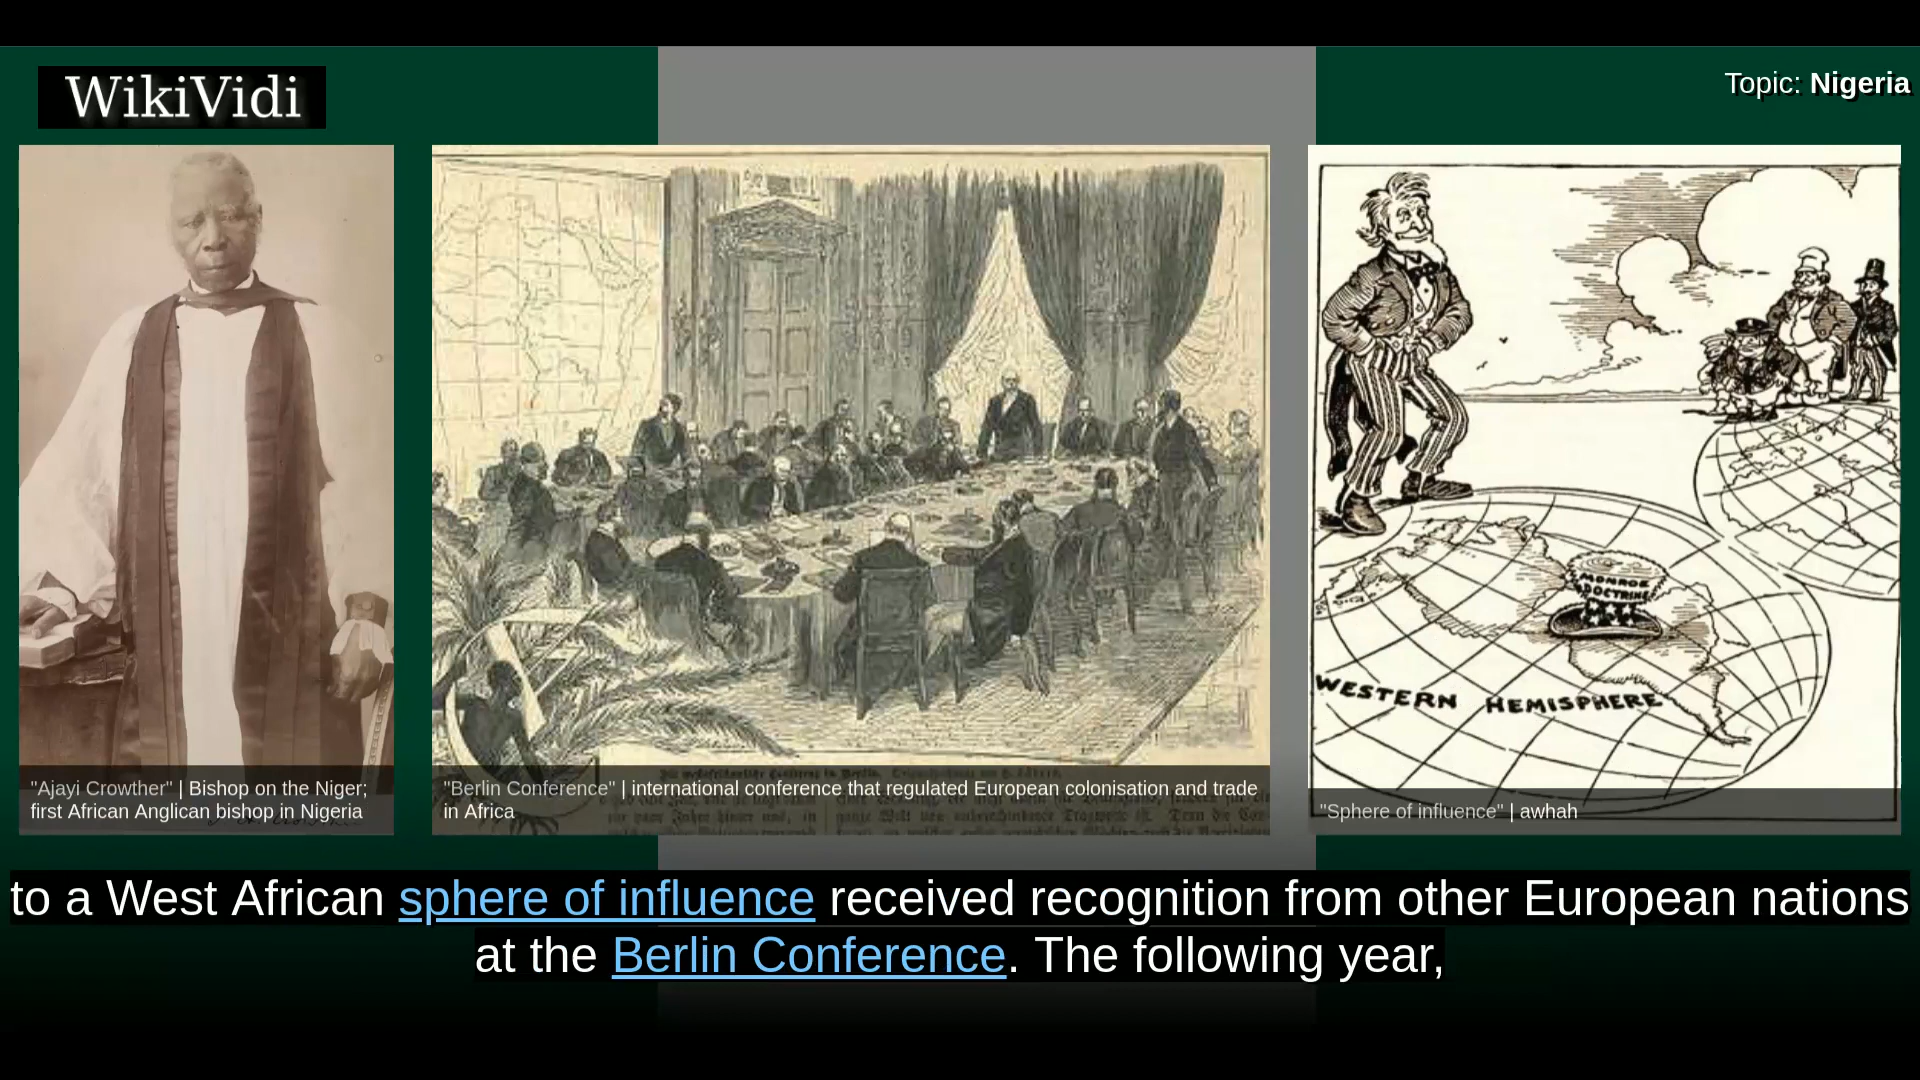 WikiVidi
Topic: Nigeria
MONROE
DOCTRINE
WESTERN HEMISPHERE
"Ajayi Crowther" | Bishop on the Niger;
first African Anglican bishop in Nigeria
"Berlin Conference" | international conference that regulated European colonisation and trade
in Africa
"Sphere of influence" | awhah
to a West African sphere of influence received recognition from other European nations
at the Berlin Conference. The following year,